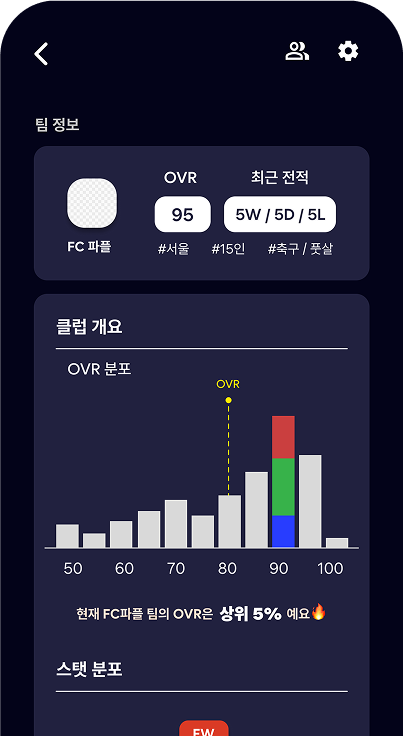 팀 정보
OVR 최근 전적
95 5W / 5D / 5L
FC 파플 #서울 #15인 #축구 / 풋살
클럽 개요
OVR 분포
OVR
50 60 70 80 90 100
현재 FC파플 팀의 OVR은 상위 5% 예요🔥
스탯 분포
FW